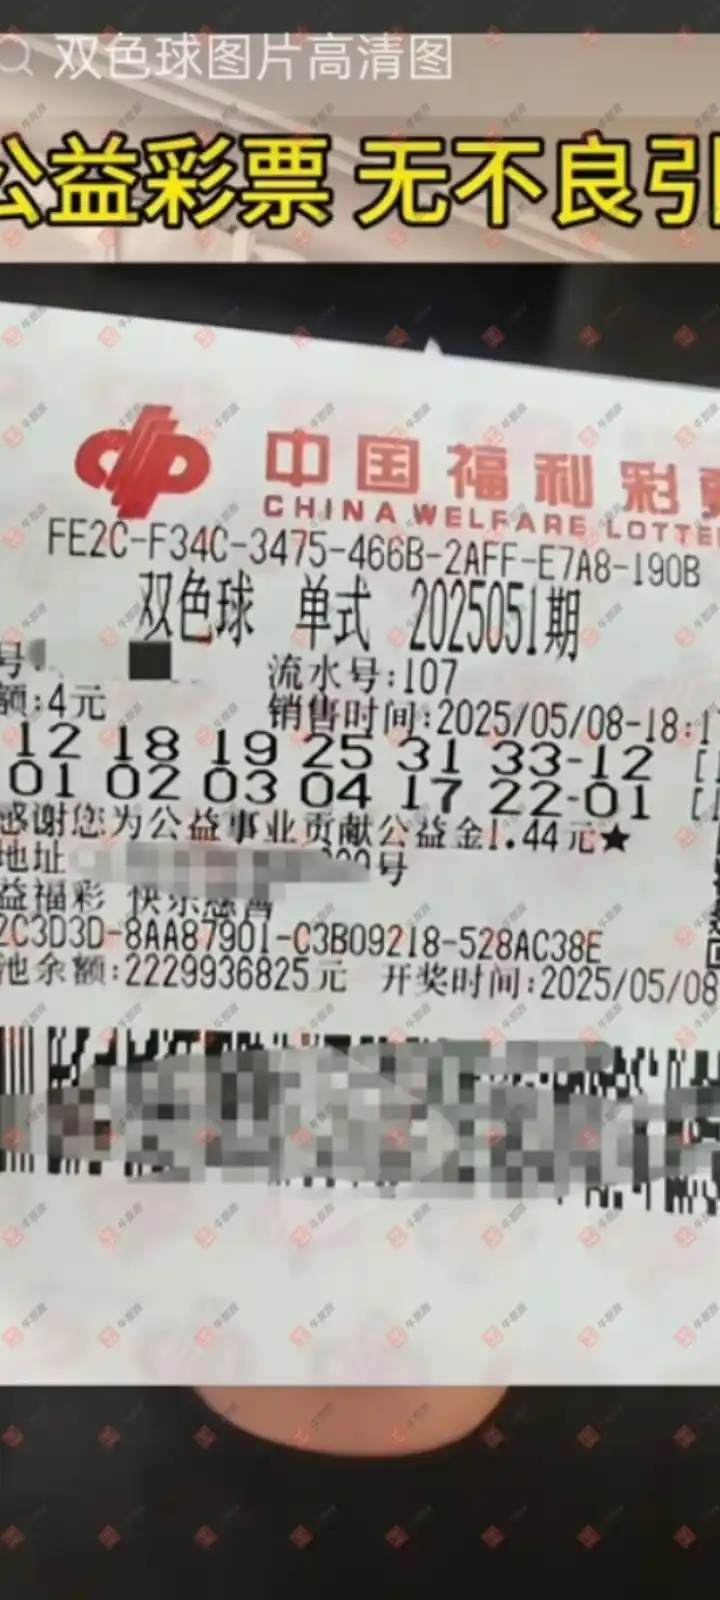 双色球图片高清图
公益彩票 无不良引
中国福利彩票
CHINA WELFARE LOTTE
FE2C-F34C-3475-466B-2AFF-E7A8-190B
双色球 单式 2025051期
号
流水号:107
额:4元
销售时间:2025/05/08-18:1
12 18 19 25 31 33-12
01 02 03 04 17 22-01
感谢您为公益事业贡献公益金1.44元★
地址
号
益福彩 快乐慈善
2C3D3D-8AA87901-C3B09218-528AC38E
池余额:2229936825元 开奖时间:2025/05/08